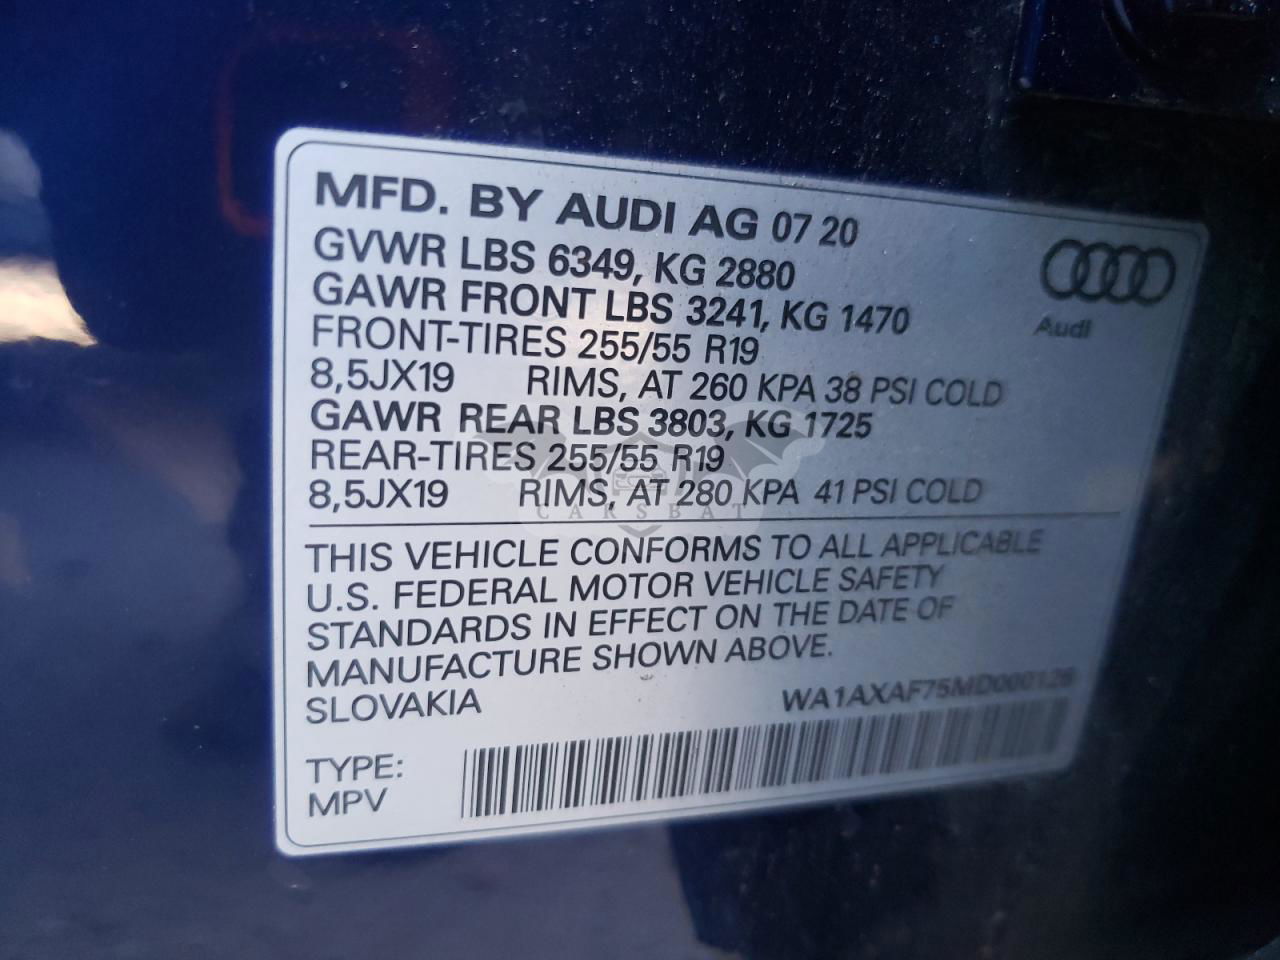 MFD. BY AUDI AG 07 20
GVWR LBS 6349, KG 2880
GAWR FRONT LBS 3241, KG 1470
FRONT-TIRES 255/55 R19
8,5JX19 RIMS, AT 260 KPA 38 PSI COLD
GAWR REAR LBS 3803, KG 1725
REAR-TIRES 255/55 R19
8,5JX19 RIMS, AT 280 KPA 41 PSI COLD
Audi
CARSBAT
THIS VEHICLE CONFORMS TO ALL APPLICABLE
U.S. FEDERAL MOTOR VEHICLE SAFETY
STANDARDS IN EFFECT ON THE DATE OF
MANUFACTURE SHOWN ABOVE.
SLOVAKIA WA1AXAF75MD000126
TYPE:
MPV